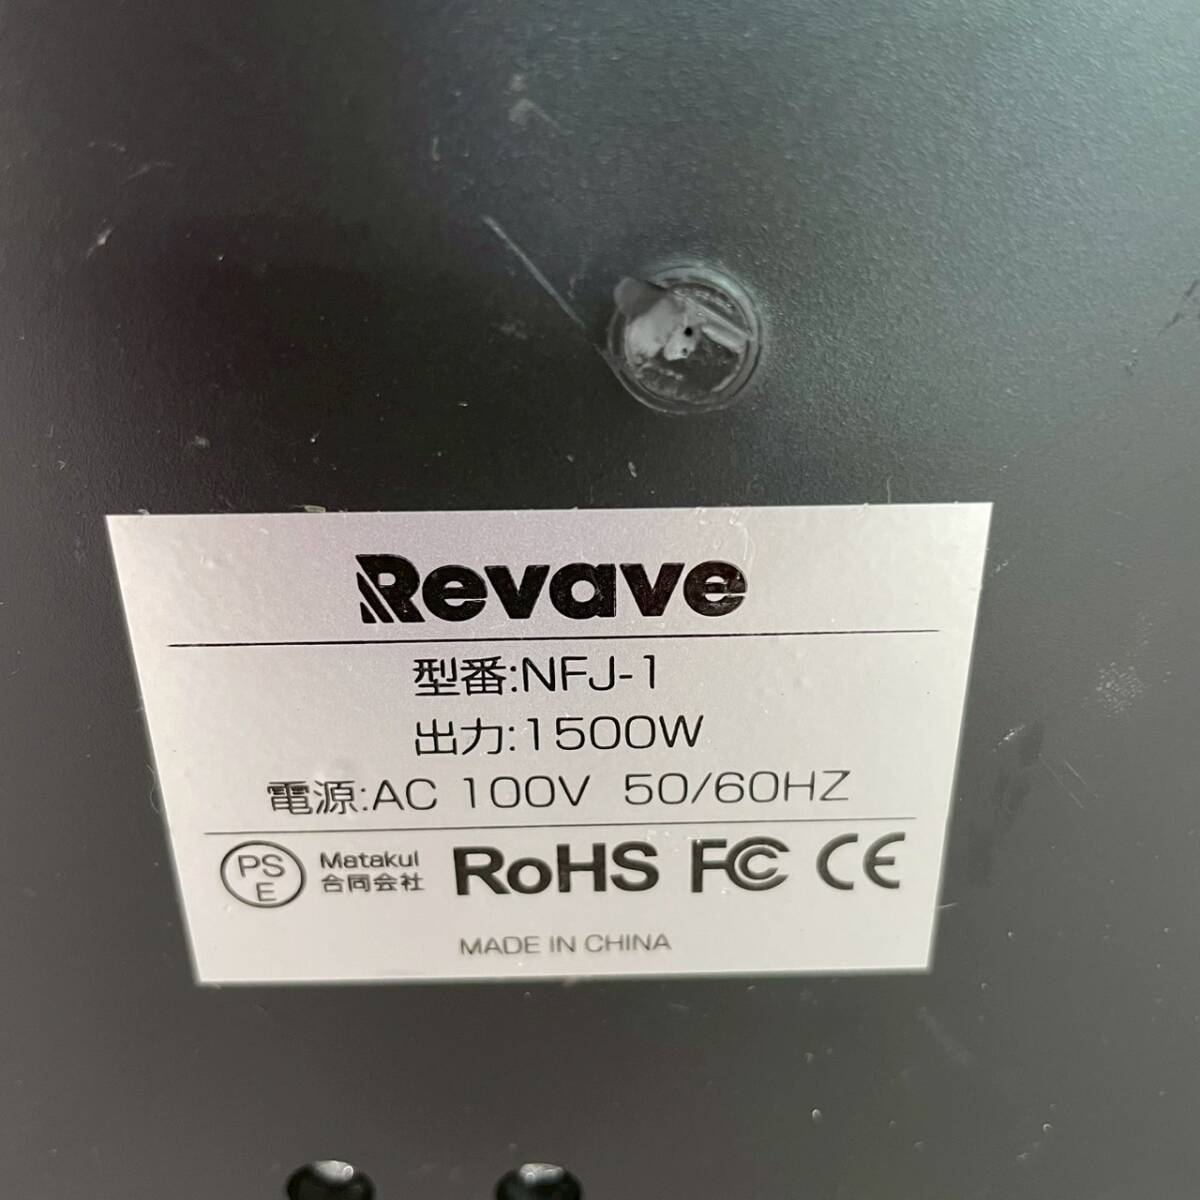 Revave
型番:NFJ-1
出力:1500W
電源:AC 100V 50/60HZ
PS
E
Matakul
合同会社
RoHS FC CE
MADE IN CHINA